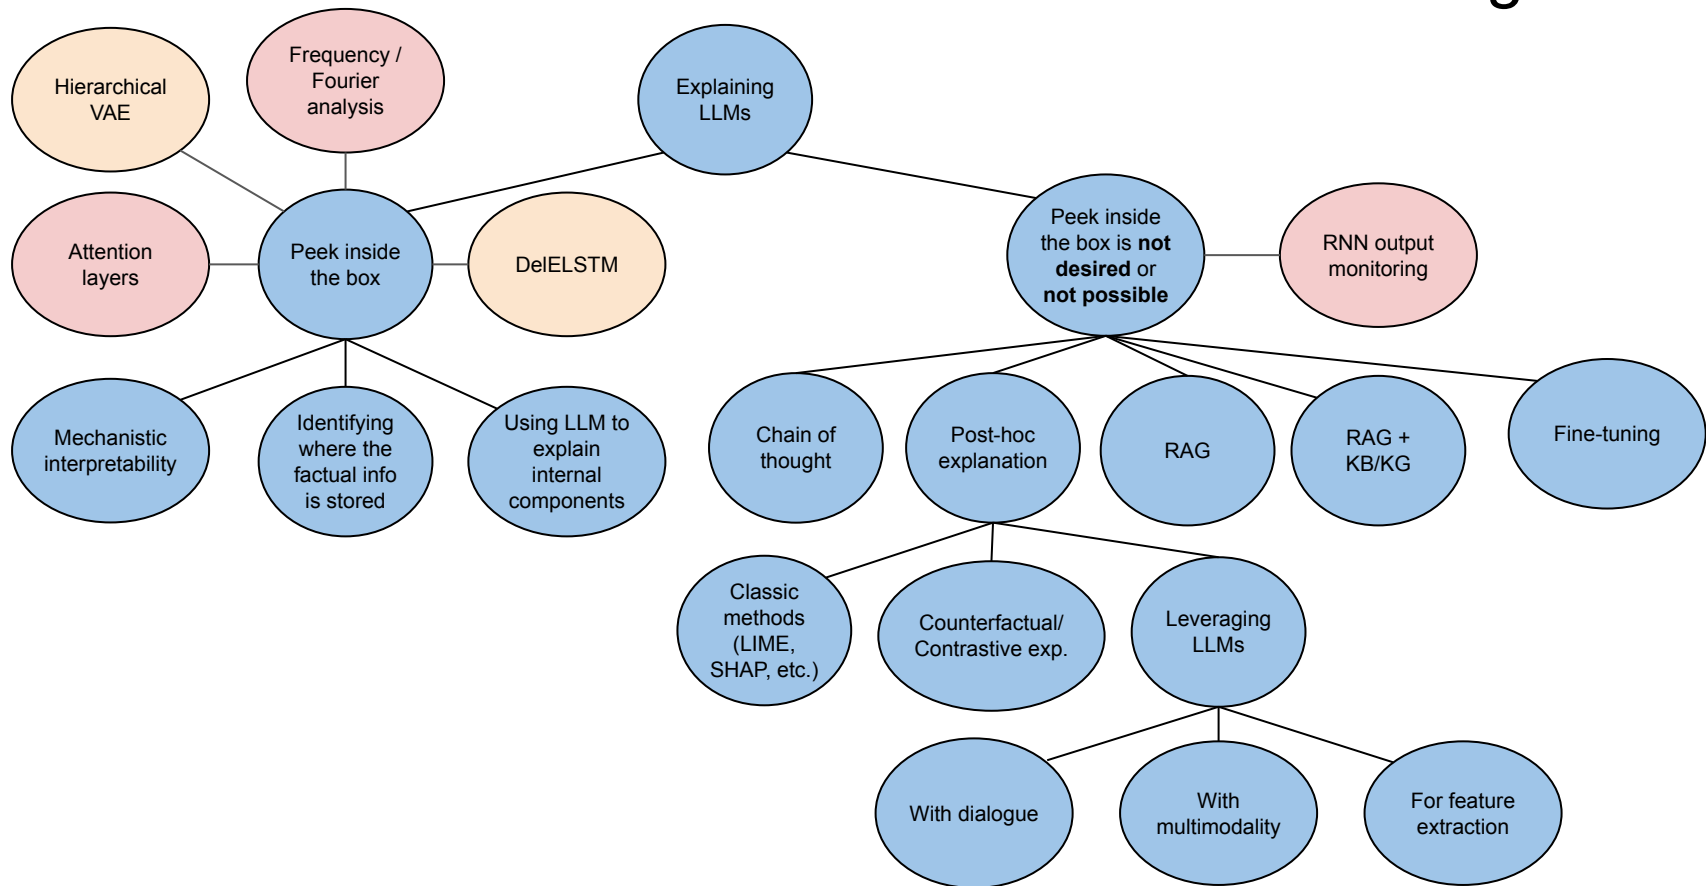 g
Hierarchical
VAE
Frequency /
Fourier
analysis
Explaining
LLMs
Attention
layers
Peek inside
the box
DelELSTM
Peek inside
the box is not
desired or
not possible
RNN output
monitoring
Mechanistic
interpretability
Identifying
where the
factual info
is stored
Using LLM to
explain
internal
components
Chain of
thought
Post-hoc
explanation
RAG
RAG +
KB/KG
Fine-tuning
Classic
methods
(LIME,
SHAP, etc.)
Counterfactual/
Contrastive exp.
Leveraging
LLMs
With dialogue
With
multimodality
For feature
extraction